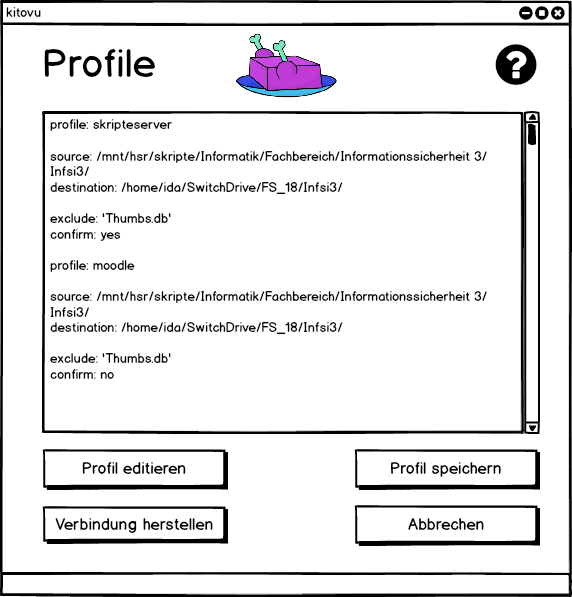 kitovu
Profile
?
profile: skripteserver
source: /mnt/hsr/skripte/Informatik/Fachbereich/Informationssicherheit 3/
Infsi3/
destination: /home/ida/SwitchDrive/FS_18/Infsi3/
exclude: 'Thumbs.db'
confirm: yes
profile: moodle
source: /mnt/hsr/skripte/Informatik/Fachbereich/Informationssicherheit 3/
Infsi3/
destination: /home/ida/SwitchDrive/FS_18/Infsi3/
exclude: 'Thumbs.db'
confirm: no
Profil editieren
Profil speichern
Verbindung herstellen
Abbrechen